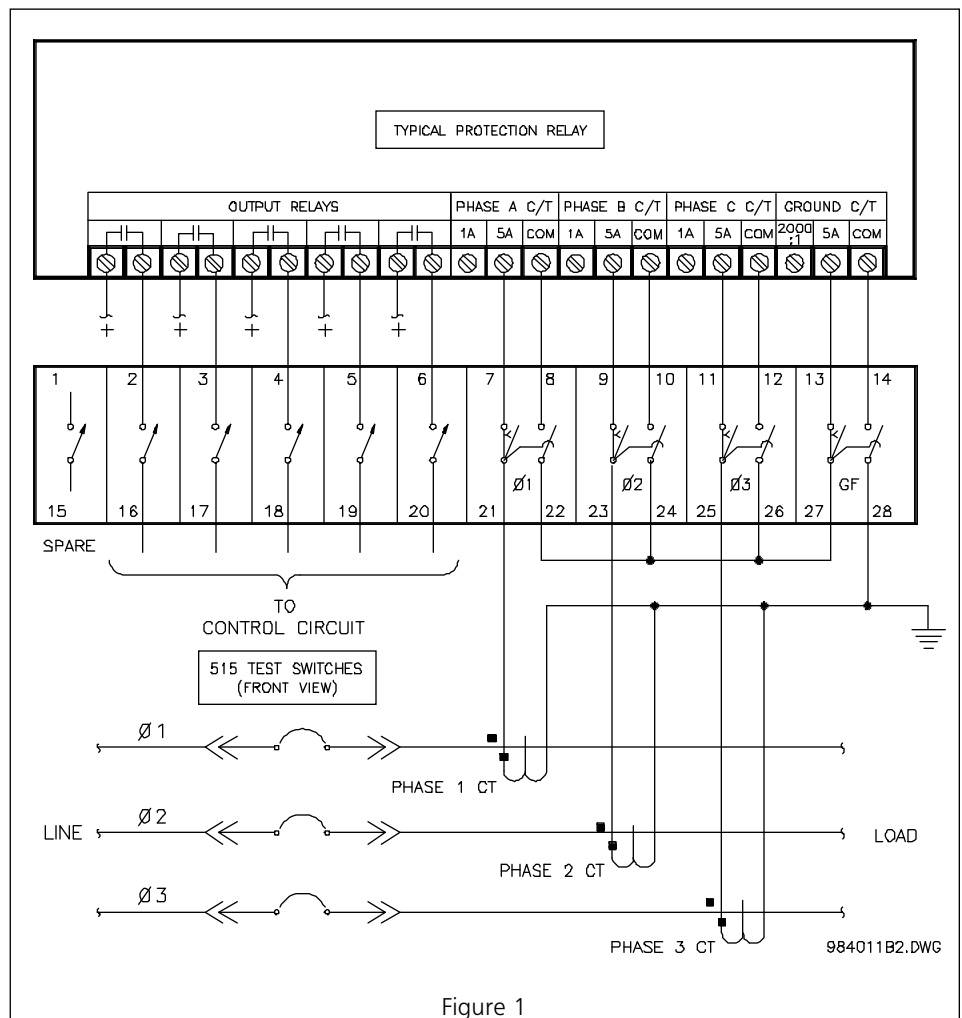 TYPICAL PROTECTION RELAY
OUTPUT RELAYS PHASE A C/T PHASE B C/T PHASE C C/T GROUND C/T
1A 5A COM 1A 5A COM 1A 5A COM 2000:1 5A COM
+ + + + +
1 2 3 4 5 6 7 8 9 10 11 12 13 14
Ø1 Ø2 Ø3 GF
15 16 17 18 19 20 21 22 23 24 25 26 27 28
SPARE
TO
CONTROL CIRCUIT
515 TEST SWITCHES
(FRONT VIEW)
Ø1
PHASE 1 CT
LINE Ø2 LOAD
PHASE 2 CT
Ø3
PHASE 3 CT 984011B2.DWG
Figure 1